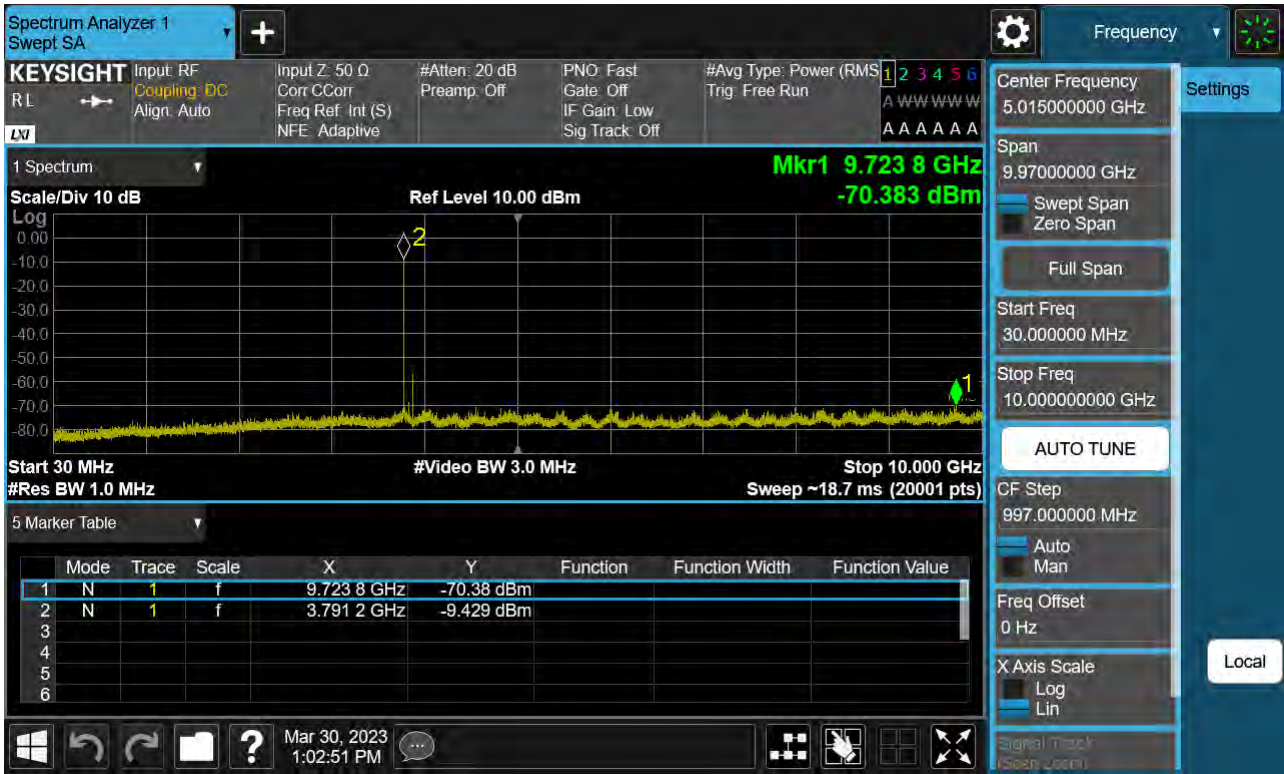 Spectrum Analyzer 1
Swept SA
+
Frequency
KEYSIGHT
RL
LXI
Input: RF
Coupling: DC
Align: Auto
Input Z: 50 Ω
Corr CCorr
Freq Ref: Int (S)
NFE: Adaptive
#Atten: 20 dB
Preamp: Off
PNO: Fast
Gate: Off
IF Gain: Low
Sig Track: Off
#Avg Type: Power (RMS
Trig: Free Run
1 2 3 4 5 6
A W W W W W
A A A A A A
1 Spectrum
Mkr1 9.723 8 GHz
-70.383 dBm
Scale/Div 10 dB
Ref Level 10.00 dBm
Log
0.00
-10.0
-20.0
-30.0
-40.0
-50.0
-60.0
-70.0
-80.0
2
1
Start 30 MHz
#Video BW 3.0 MHz
Stop 10.000 GHz
#Res BW 1.0 MHz
Sweep ~18.7 ms (20001 pts)
5 Marker Table
Mode Trace Scale X Y Function Function Width Function Value
1 N 1 f 9.723 8 GHz -70.38 dBm
2 N 1 f 3.791 2 GHz -9.429 dBm
3
4
5
6
Mar 30, 2023
1:02:51 PM
?
Center Frequency
5.015000000 GHz
Span
9.97000000 GHz
Swept Span
Zero Span
Full Span
Start Freq
30.000000 MHz
Stop Freq
10.000000000 GHz
AUTO TUNE
CF Step
997.000000 MHz
Auto
Man
Freq Offset
0 Hz
X Axis Scale
Log
Lin
Signal Track
(Span Zoom)
Settings
Local